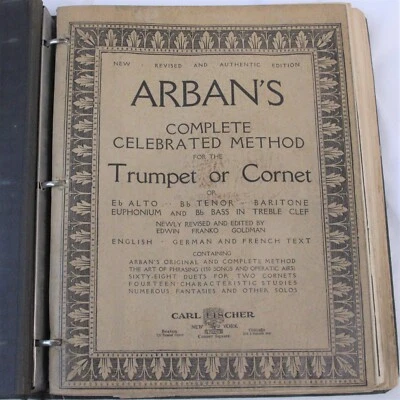 NEW · REVISED AND AUTHENTIC EDITION
ARBAN'S
COMPLETE
CELEBRATED METHOD
FOR THE
Trumpet or Cornet
OR
Eb ALTO · Bb TENOR · BARITONE
EUPHONIUM AND Bb BASS IN TREBLE CLEF
NEWLY REVISED AND EDITED BY
EDWIN FRANKO GOLDMAN
ENGLISH · GERMAN AND FRENCH TEXT
CONTAINING
ARBAN'S ORIGINAL AND COMPLETE METHOD
THE ART OF PHRASING (150 SONGS AND OPERATIC AIRS)
SIXTY-EIGHT DUETS FOR TWO CORNETS
FOURTEEN CHARACTERISTIC STUDIES
NUMEROUS FANTASIES AND OTHER SOLOS
CARL FISCHER
NEW YORK
Cooper Square